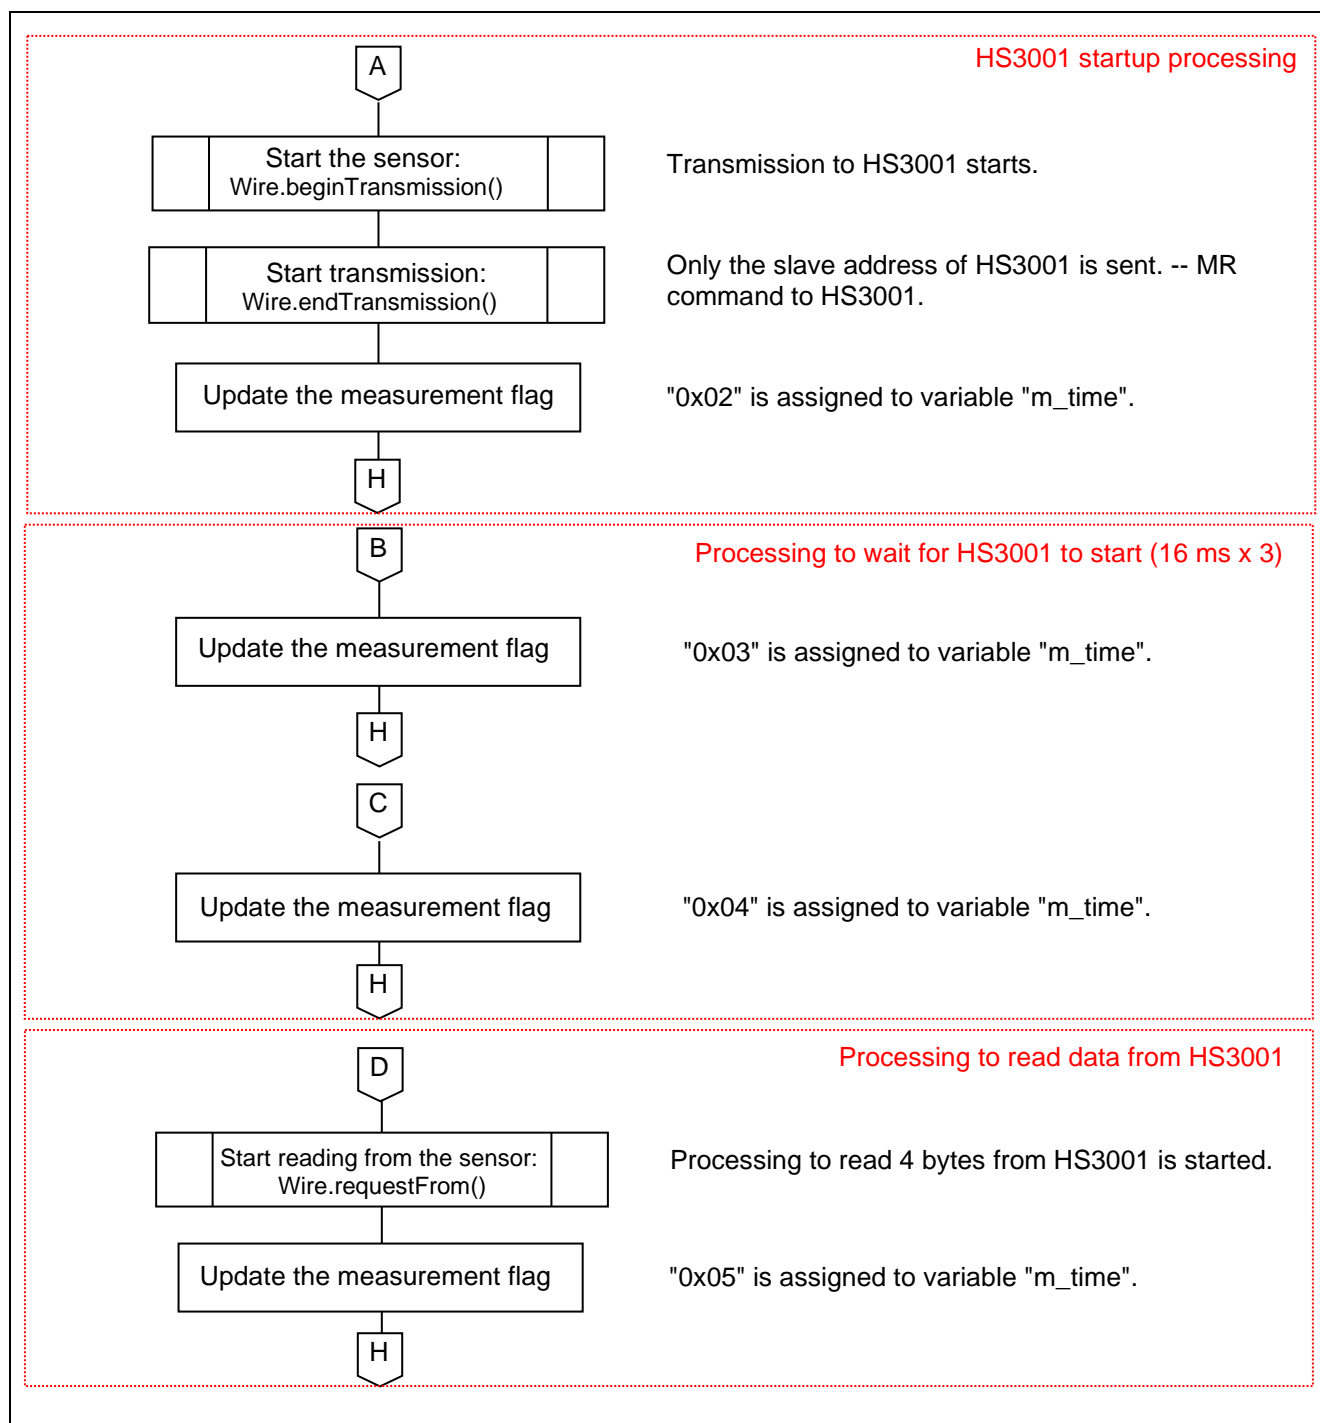 HS3001 startup processing
A
Start the sensor:
Wire.beginTransmission()
Transmission to HS3001 starts.
Start transmission:
Wire.endTransmission()
Only the slave address of HS3001 is sent. -- MR
command to HS3001.
Update the measurement flag
"0x02" is assigned to variable "m_time".
H
B
Processing to wait for HS3001 to start (16 ms x 3)
Update the measurement flag
"0x03" is assigned to variable "m_time".
H
C
Update the measurement flag
"0x04" is assigned to variable "m_time".
H
D
Processing to read data from HS3001
Start reading from the sensor:
Wire.requestFrom()
Processing to read 4 bytes from HS3001 is started.
Update the measurement flag
"0x05" is assigned to variable "m_time".
H